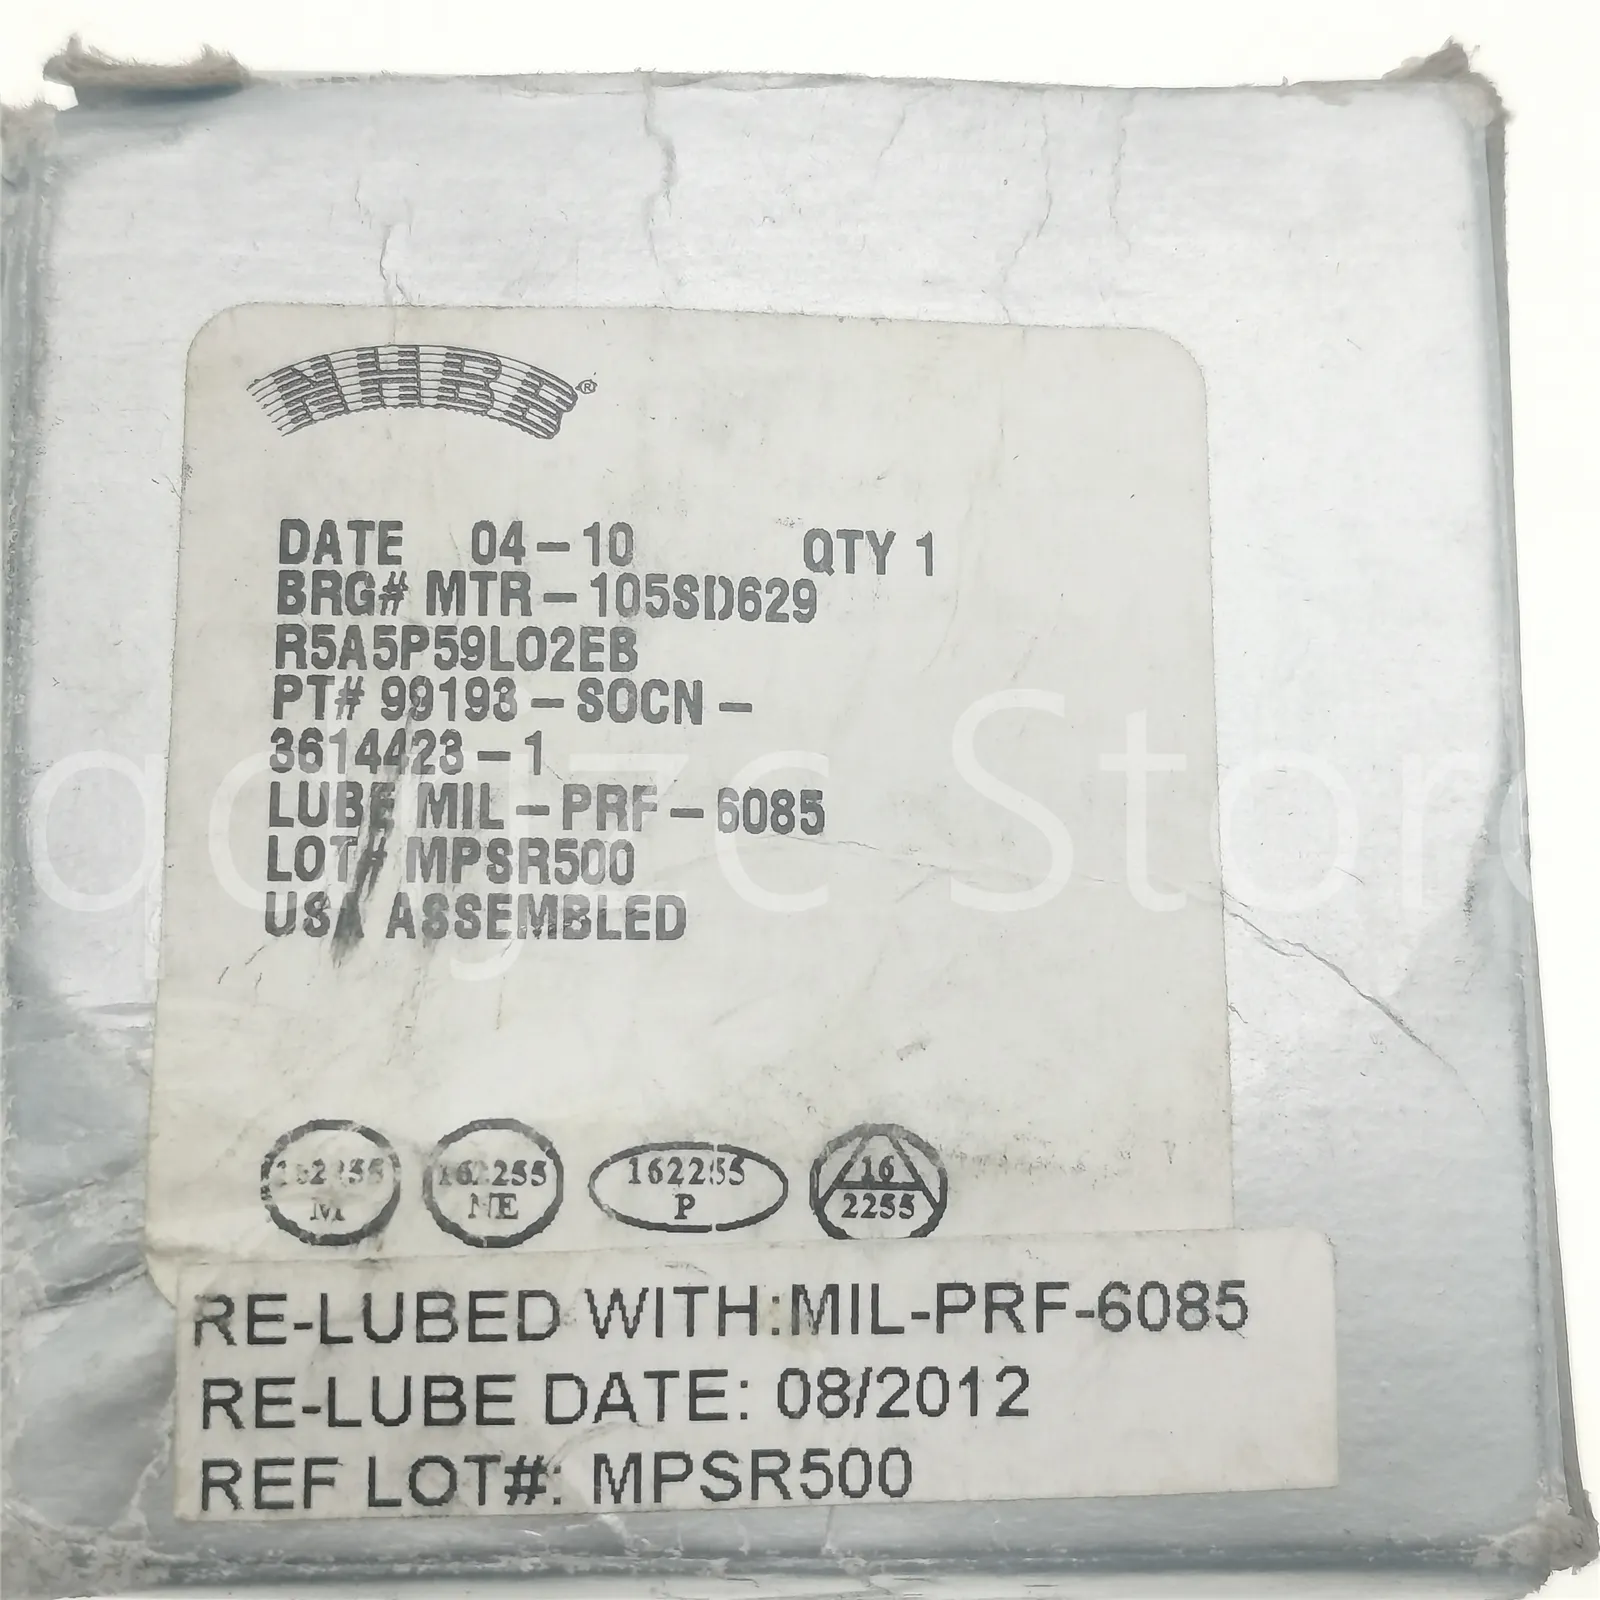 NHBB®
DATE 04-10 QTY 1
BRG# MTR-105SD629
R5A5P59LO2EB
PT# 99193-SOCN-
3614423-1
LUBE MIL-PRF-6085
LOT# MPSR500
USA ASSEMBLED
162255 M
162255 NE
162255 P
16 2255
RE-LUBED WITH:MIL-PRF-6085
RE-LUBE DATE: 08/2012
REF LOT#: MPSR500
Store